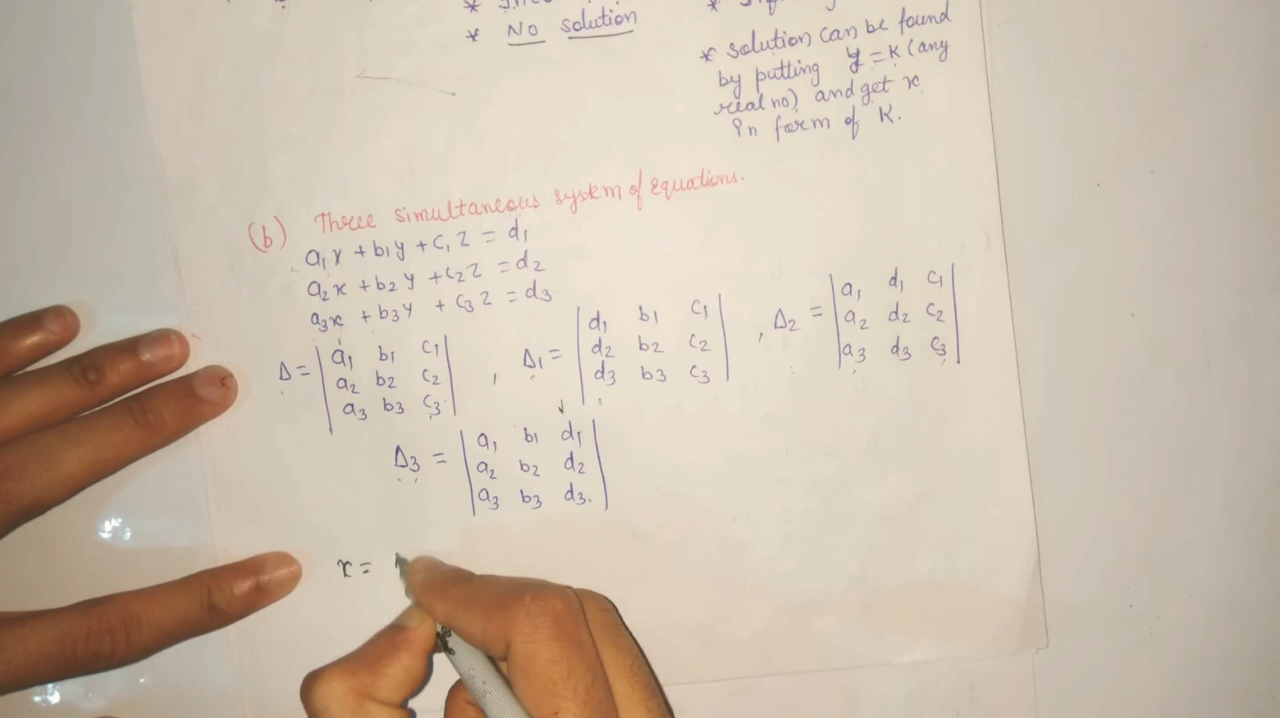 * No solution
* solution can be found
by putting y = K (any
real no) and get x
in form of K.
(b) Three simultaneous system of equations.
a₁x + b₁y + c₁z = d₁
a₂x + b₂y + c₂z = d₂
a₃x + b₃y + c₃z = d₃
Δ = | a₁ b₁ c₁ | , Δ₁ = | d₁ b₁ c₁ | , Δ₂ = | a₁ d₁ c₁ |
| a₂ b₂ c₂ | | d₂ b₂ c₂ | | a₂ d₂ c₂ |
| a₃ b₃ c₃ | | d₃ b₃ c₃ | | a₃ d₃ c₃ |
Δ₃ = | a₁ b₁ d₁ |
| a₂ b₂ d₂ |
| a₃ b₃ d₃. |
x =